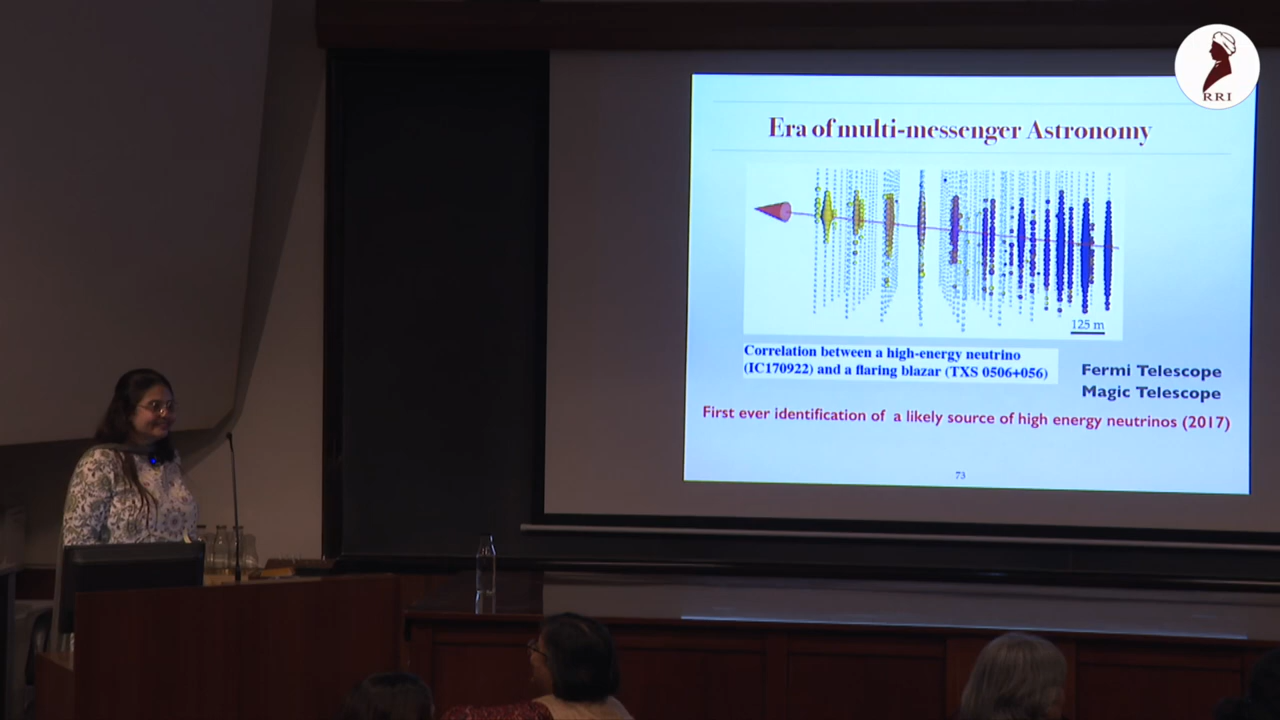 RRI
Era of multi-messenger Astronomy
125 m
Correlation between a high-energy neutrino
(IC170922) and a flaring blazar (TXS 0506+056)
Fermi Telescope
Magic Telescope
First ever identification of a likely source of high energy neutrinos (2017)
73